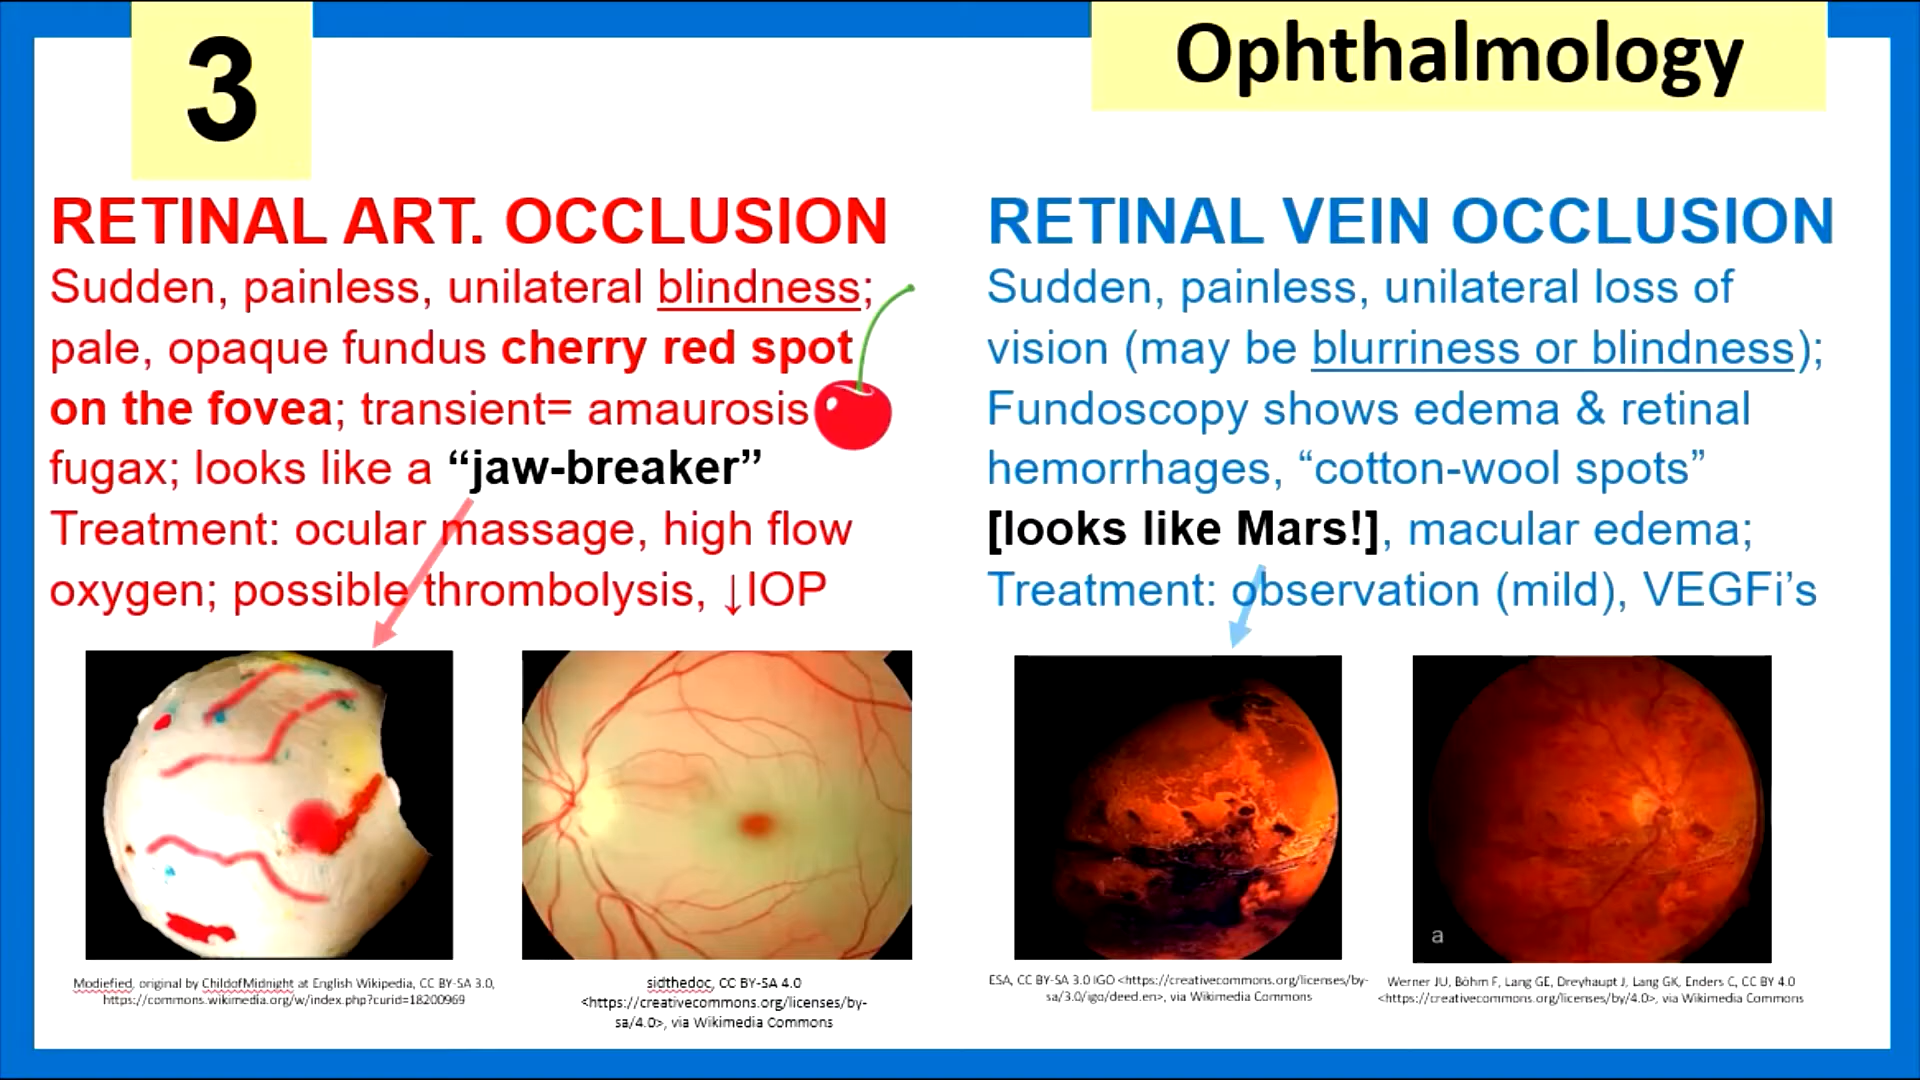 3
Ophthalmology
RETINAL ART. OCCLUSION
Sudden, painless, unilateral blindness;
pale, opaque fundus cherry red spot
on the fovea; transient= amaurosis
fugax; looks like a “jaw-breaker”
Treatment: ocular massage, high flow
oxygen; possible thrombolysis, ↓IOP
Modiefied, original by ChildofMidnight at English Wikipedia, CC BY-SA 3.0,
https://commons.wikimedia.org/w/index.php?curid=18200969
sidthedoc, CC BY-SA 4.0
<https://creativecommons.org/licenses/by-
sa/4.0>, via Wikimedia Commons
RETINAL VEIN OCCLUSION
Sudden, painless, unilateral loss of
vision (may be blurriness or blindness);
Fundoscopy shows edema & retinal
hemorrhages, “cotton-wool spots”
[looks like Mars!], macular edema;
Treatment: observation (mild), VEGFi’s
ESA, CC BY-SA 3.0 IGO <https://creativecommons.org/licenses/by-
sa/3.0/igo/deed.en>, via Wikimedia Commons
a
Werner JU, Böhm F, Lang GE, Dreyhaupt J, Lang GK, Enders C, CC BY 4.0
<https://creativecommons.org/licenses/by/4.0>, via Wikimedia Commons